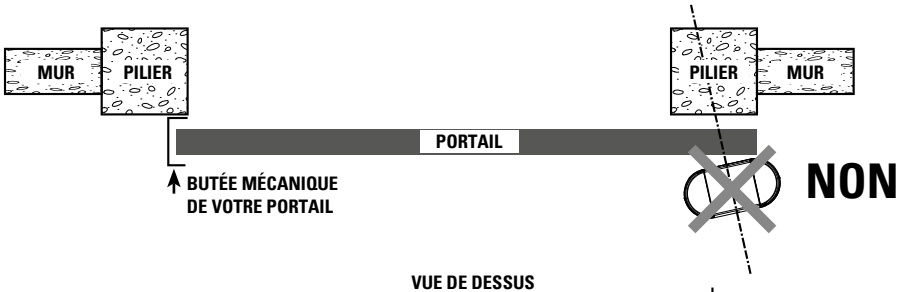 MUR PILIER PILIER MUR
PORTAIL
NON
BUTÉE MÉCANIQUE
DE VOTRE PORTAIL
VUE DE DESSUS